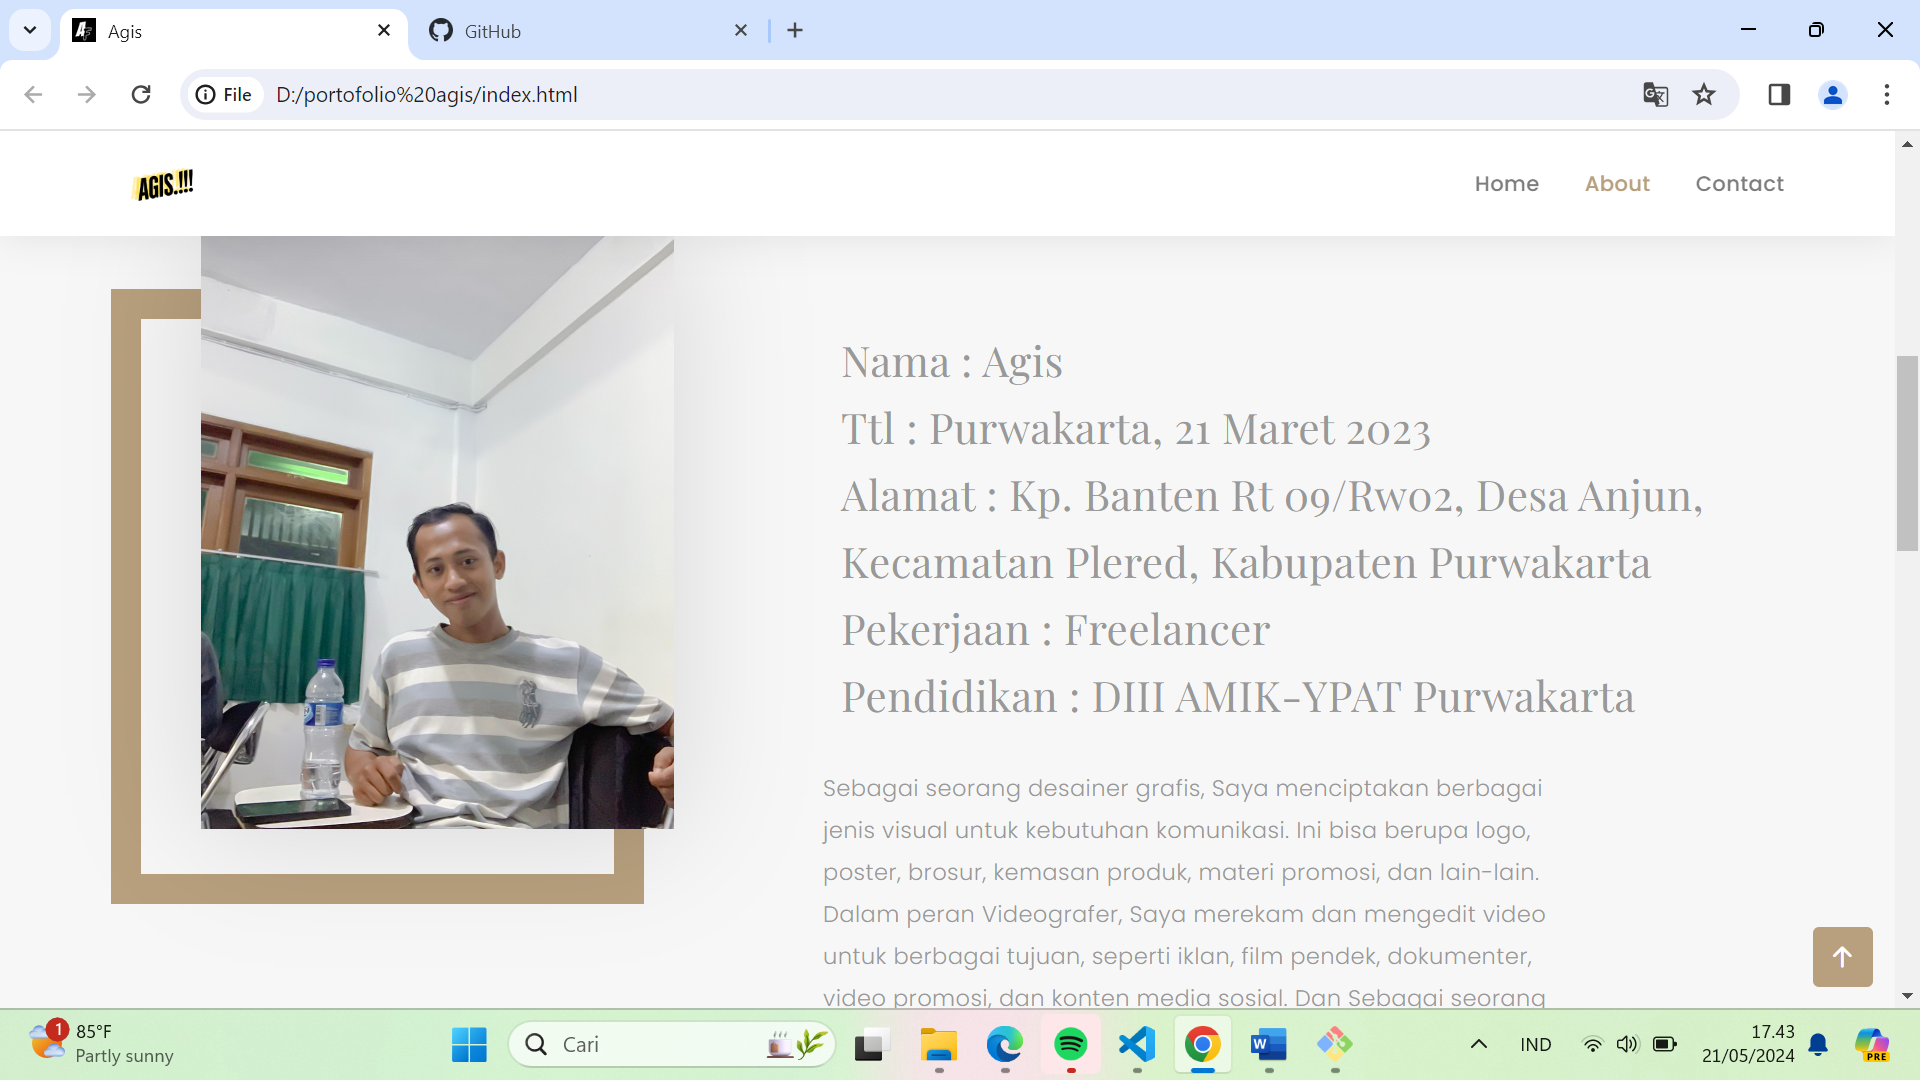 Agis
GitHub
File
D:/portofolio%20agis/index.html
AGIS.!!!
Home
About
Contact
Nama : Agis
Ttl : Purwakarta, 21 Maret 2023
Alamat : Kp. Banten Rt 09/Rw02, Desa Anjun,
Kecamatan Plered, Kabupaten Purwakarta
Pekerjaan : Freelancer
Pendidikan : DIII AMIK-YPAT Purwakarta
Sebagai seorang desainer grafis, Saya menciptakan berbagai
jenis visual untuk kebutuhan komunikasi. Ini bisa berupa logo,
poster, brosur, kemasan produk, materi promosi, dan lain-lain.
Dalam peran Videografer, Saya merekam dan mengedit video
untuk berbagai tujuan, seperti iklan, film pendek, dokumenter,
video promosi, dan konten media sosial. Dan Sebagai seorang
1
85°F
Partly sunny
Cari
W
IND
17.43
21/05/2024
PRE